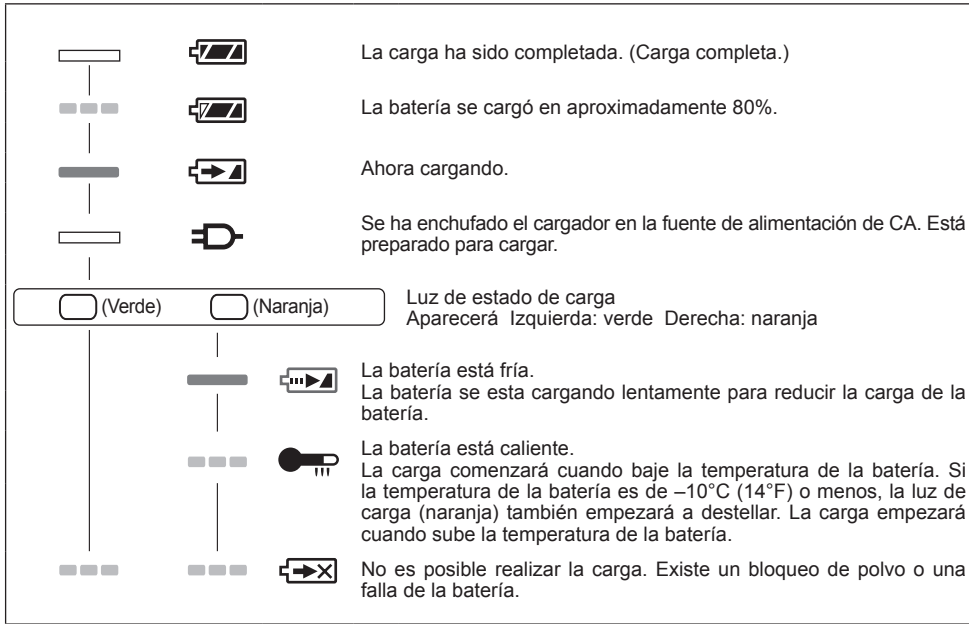 La carga ha sido completada. (Carga completa.)
La batería se cargó en aproximadamente 80%.
Ahora cargando.
Se ha enchufado el cargador en la fuente de alimentación de CA. Está
preparado para cargar.
(Verde) (Naranja)
Luz de estado de carga
Aparecerá Izquierda: verde Derecha: naranja
La batería está fría.
La batería se esta cargando lentamente para reducir la carga de la
batería.
La batería está caliente.
La carga comenzará cuando baje la temperatura de la batería. Si
la temperatura de la batería es de –10°C (14°F) o menos, la luz de
carga (naranja) también empezará a destellar. La carga empezará
cuando sube la temperatura de la batería.
No es posible realizar la carga. Existe un bloqueo de polvo o una
falla de la batería.